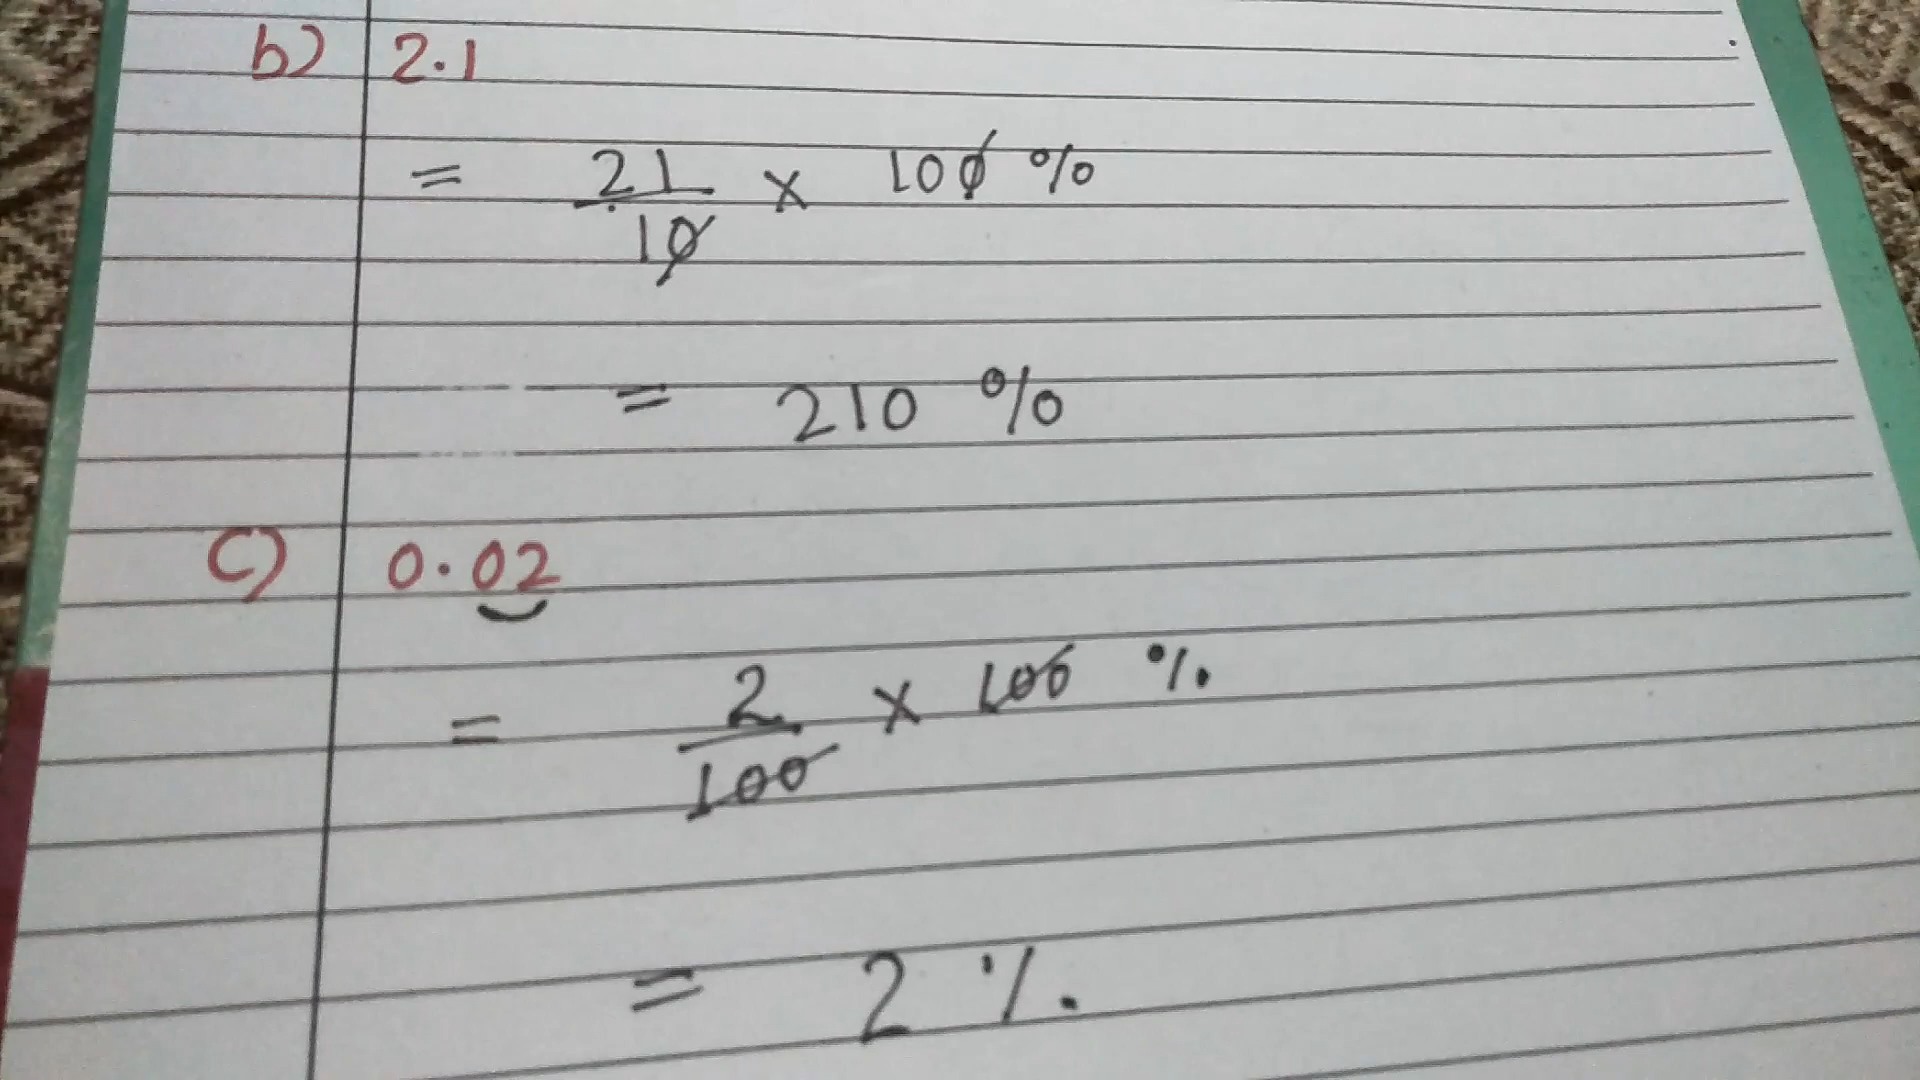 b) 2.1
= 21/10 × 100 %
= 210 %
c) 0.02
= 2/100 × 100 %
= 2 %